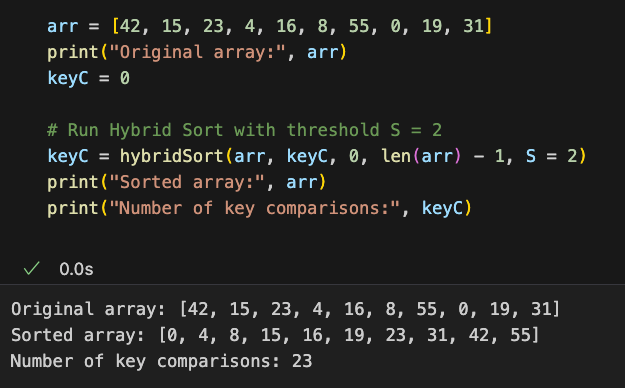 arr = [42, 15, 23, 4, 16, 8, 55, 0, 19, 31]
print("Original array:", arr)
keyC = 0
# Run Hybrid Sort with threshold S = 2
keyC = hybridSort(arr, keyC, 0, len(arr) - 1, S = 2)
print("Sorted array:", arr)
print("Number of key comparisons:", keyC)
0.0s
Original array: [42, 15, 23, 4, 16, 8, 55, 0, 19, 31]
Sorted array: [0, 4, 8, 15, 16, 19, 23, 31, 42, 55]
Number of key comparisons: 23